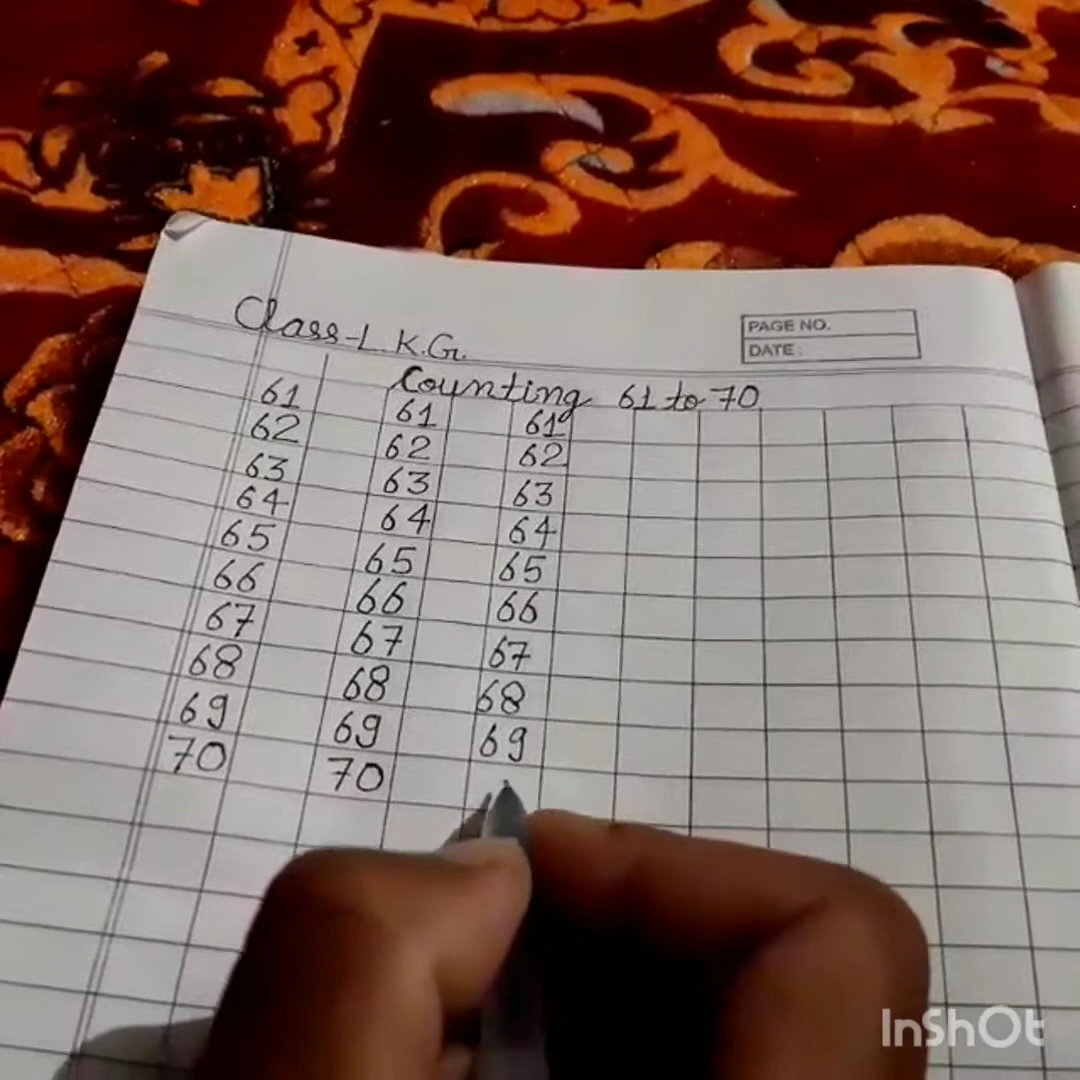 Class-L.K.G.
PAGE NO.
DATE:
Counting 61 to 70
61 61 61
62 62 62
63 63 63
64 64 64
65 65 65
66 66 66
67 67 67
68 68 68
69 69 69
70 70
InShOt